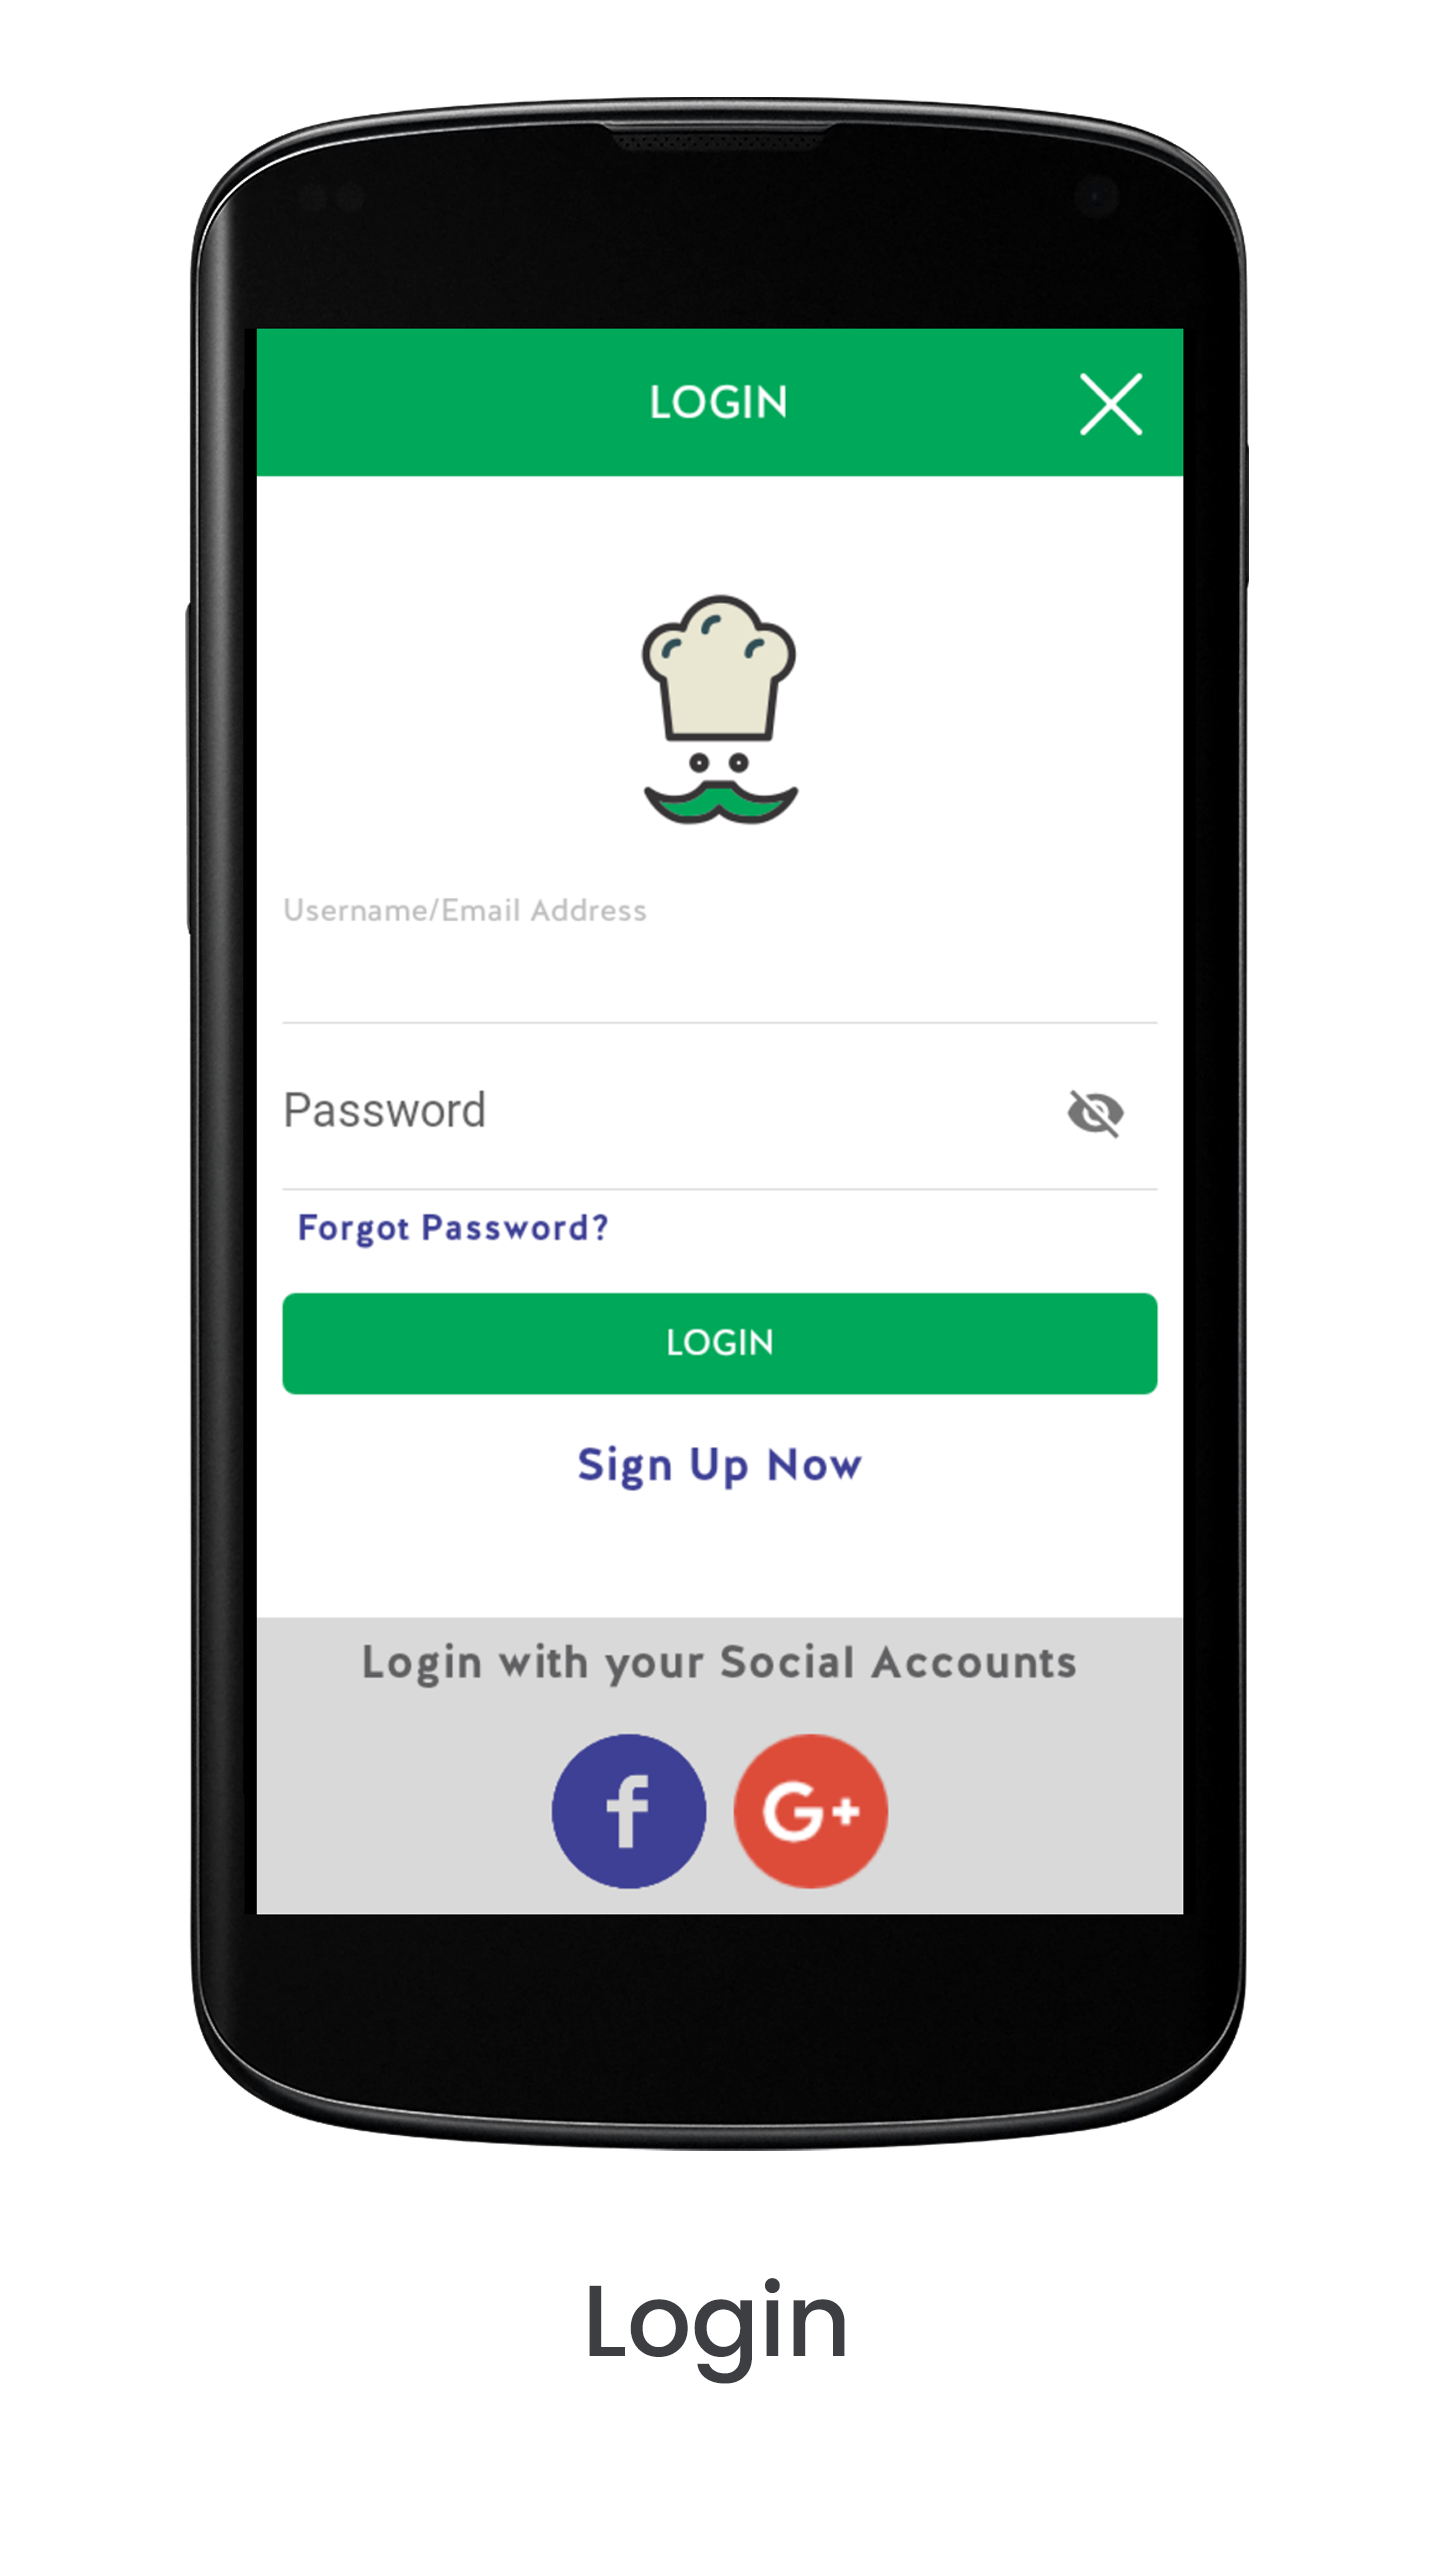 LOGIN
Username/Email Address
Password
Forgot Password?
LOGIN
Sign Up Now
Login with your Social Accounts
f G+
Login